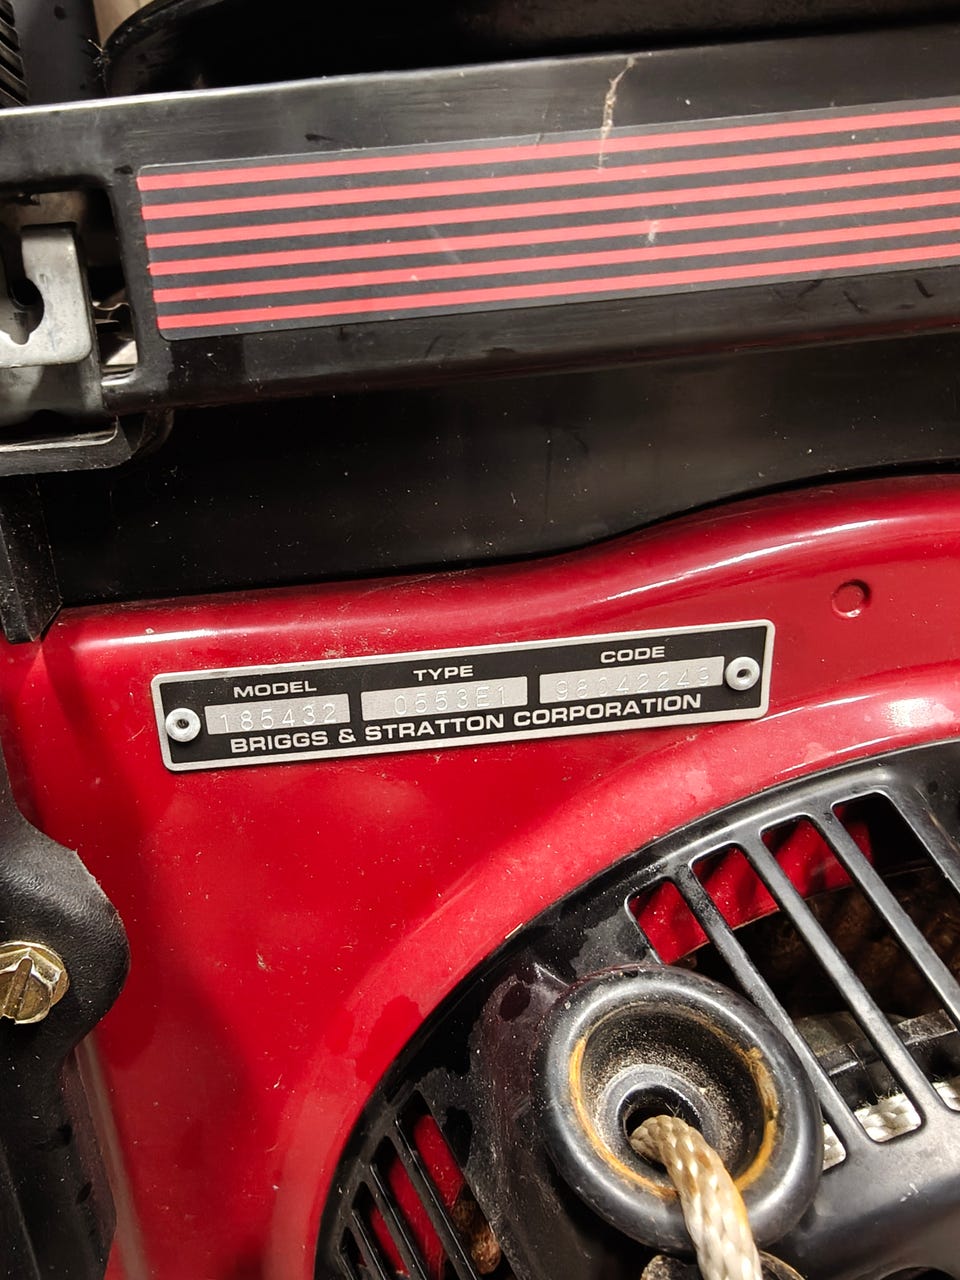 MODEL TYPE CODE
185432 0553E1 98042249
BRIGGS & STRATTON CORPORATION